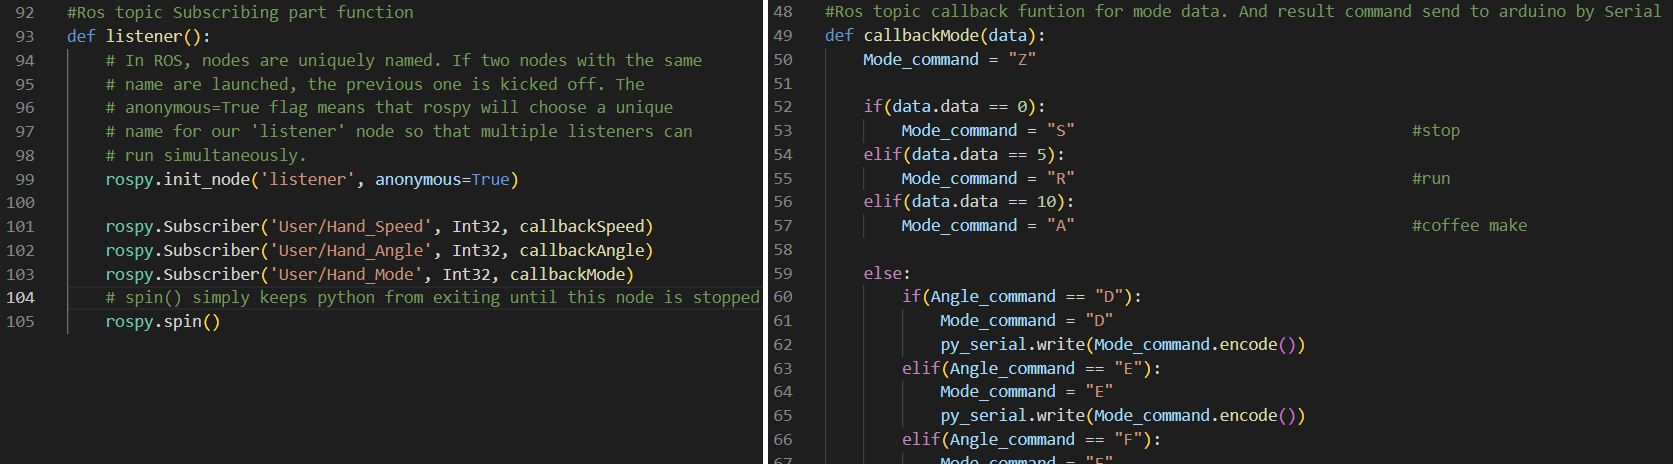 92 #Ros topic Subscribing part function
93 def listener():
94     # In ROS, nodes are uniquely named. If two nodes with the same
95     # name are launched, the previous one is kicked off. The
96     # anonymous=True flag means that rospy will choose a unique
97     # name for our 'listener' node so that multiple listeners can
98     # run simultaneously.
99     rospy.init_node('listener', anonymous=True)
100
101     rospy.Subscriber('User/Hand_Speed', Int32, callbackSpeed)
102     rospy.Subscriber('User/Hand_Angle', Int32, callbackAngle)
103     rospy.Subscriber('User/Hand_Mode', Int32, callbackMode)
104     # spin() simply keeps python from exiting until this node is stopped
105     rospy.spin()
48 #Ros topic callback funtion for mode data. And result command send to arduino by Serial
49 def callbackMode(data):
50     Mode_command = "Z"
51
52     if(data.data == 0):
53         Mode_command = "S" #stop
54     elif(data.data == 5):
55         Mode_command = "R" #run
56     elif(data.data == 10):
57         Mode_command = "A" #coffee make
58
59     else:
60         if(Angle_command == "D"):
61             Mode_command = "D"
62             py_serial.write(Mode_command.encode())
63         elif(Angle_command == "E"):
64             Mode_command = "E"
65             py_serial.write(Mode_command.encode())
66         elif(Angle_command == "F"):
67             Mode_command = "F"